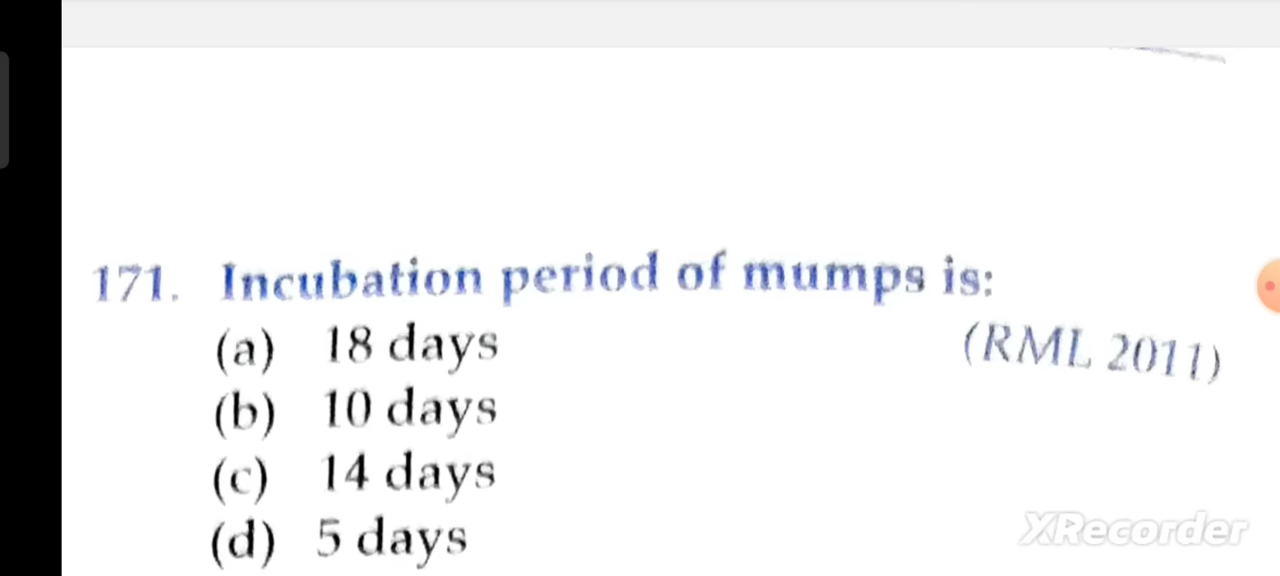 171. Incubation period of mumps is:
(RML 2011)
(a) 18 days
(b) 10 days
(c) 14 days
(d) 5 days
XRecorder